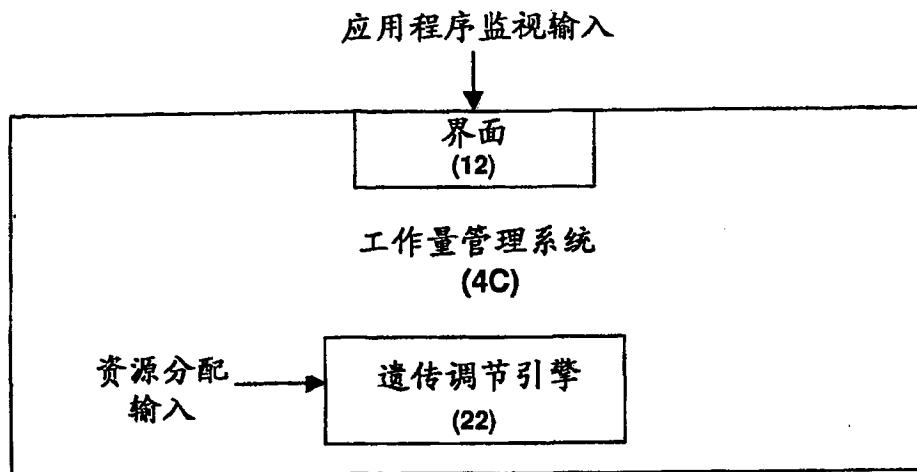 应用程序监视输入
界面
(12)
工作量管理系统
(4C)
资源分配
输入
遗传调节引擎
(22)